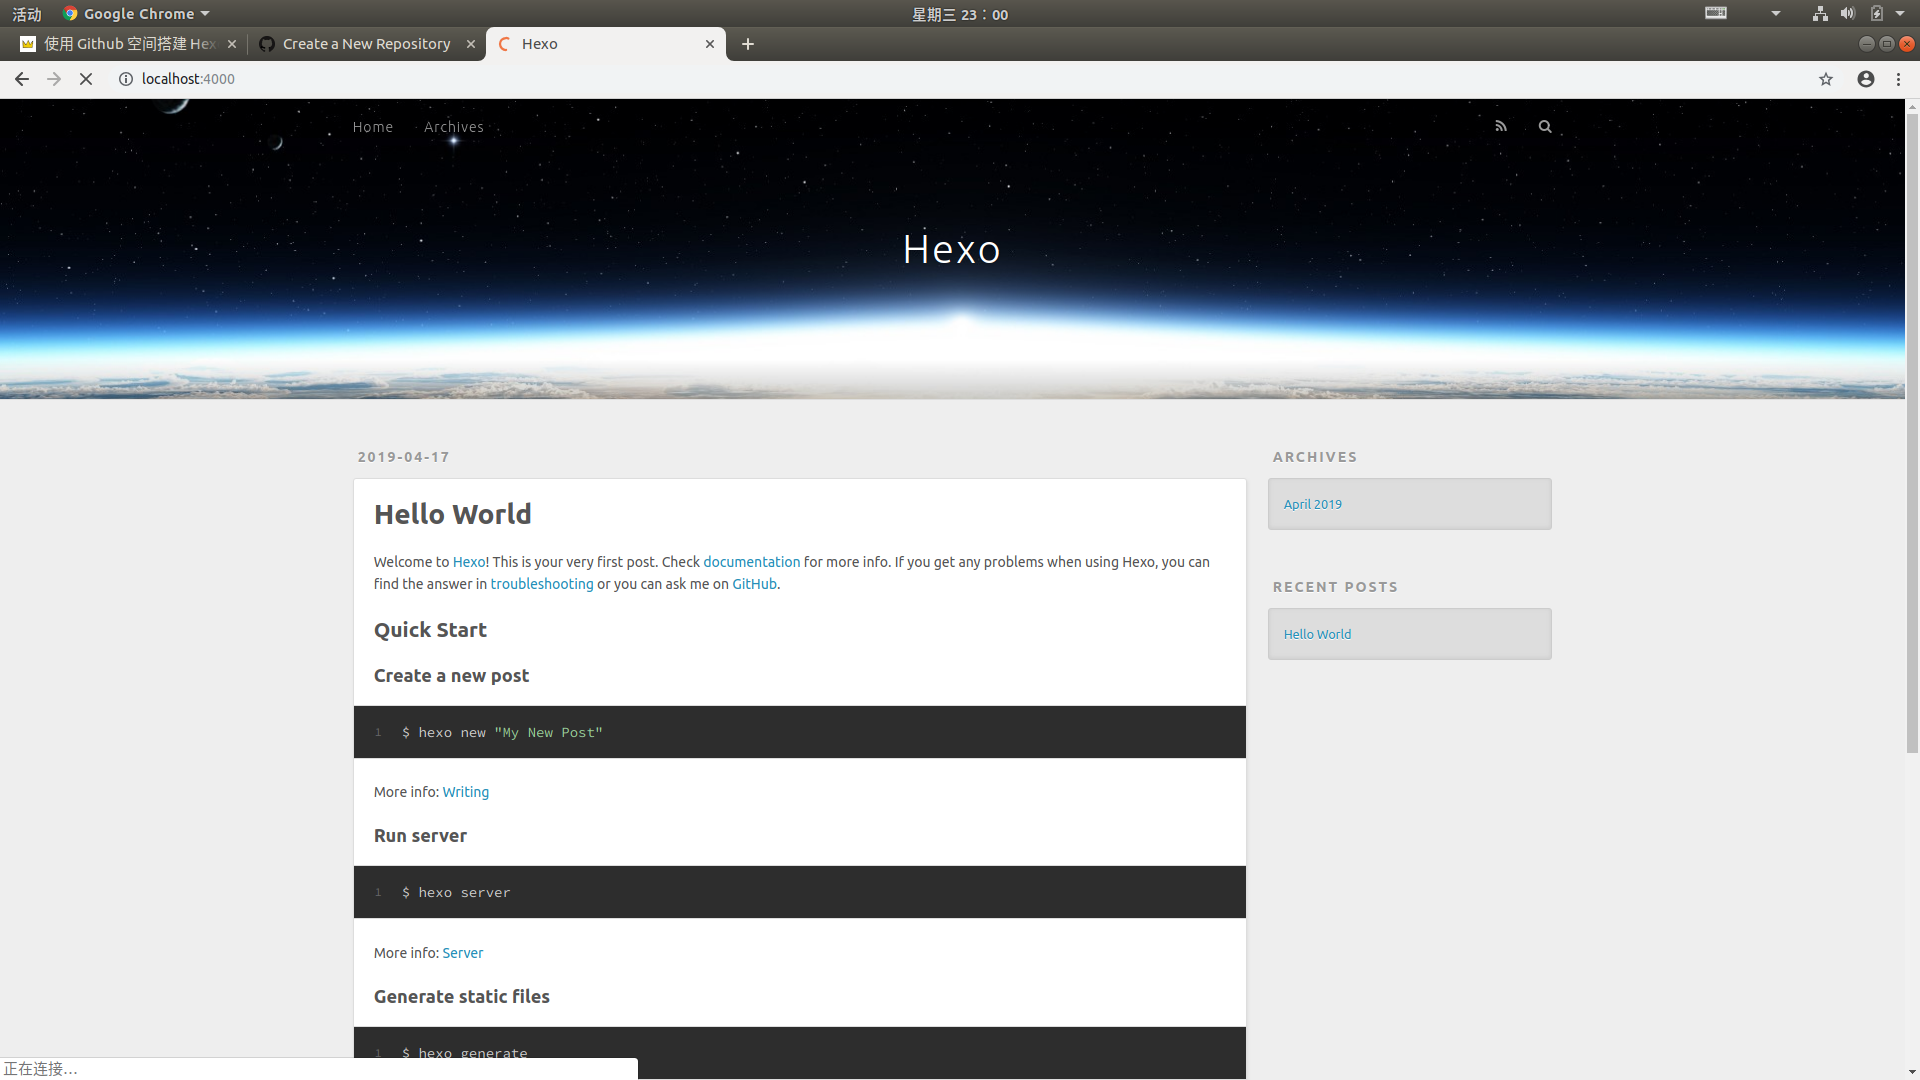 活动 Google Chrome 星期三 23：00
使用 Github 空间搭建 Hex Create a New Repository Hexo
localhost:4000
Home Archives
Hexo
2019-04-17
Hello World
Welcome to Hexo! This is your very first post. Check documentation for more info. If you get any problems when using Hexo, you can
find the answer in troubleshooting or you can ask me on GitHub.
Quick Start
Create a new post
1 $ hexo new "My New Post"
More info: Writing
Run server
1 $ hexo server
More info: Server
Generate static files
1 $ hexo generate
ARCHIVES
April 2019
RECENT POSTS
Hello World
正在连接...